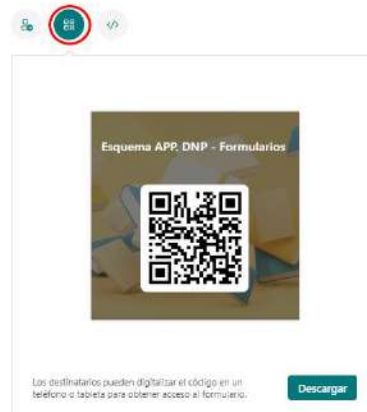 Esquema APP. DNP - Formularios
Los destinatarios pueden digitalizar el código en un
teléfono o tableta para obtener acceso al formulario.
Descargar